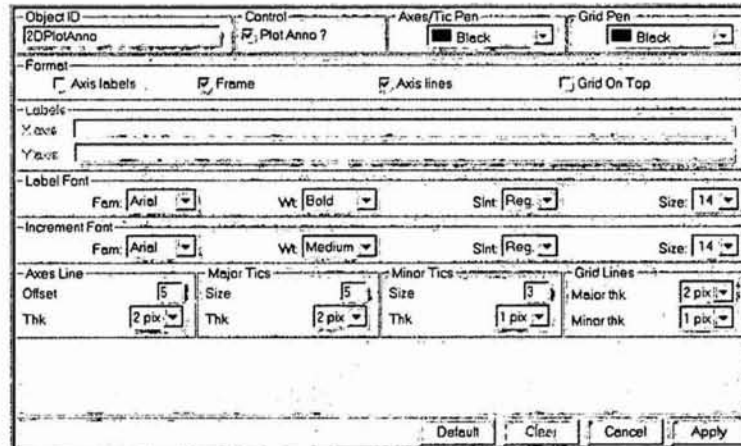 Object ID Control Axes/Tic Pen Grid Pen
2DPlotAnno Plot Anno ? Black Black
Format
Axis labels Frame Axis lines Grid On Top
Labels
X axis
Y axis
Label Font
Fam: Arial Wt: Bold Slnt: Reg. Size: 14
Increment Font
Fam: Arial Wt: Medium Slnt: Reg. Size: 14
Axes Line Major Tics Minor Tics Grid Lines
Offset 5 Size 5 Size 3 Major thk 2 pix
Thk 2 pix Thk 2 pix Thk 1 pix Minor thk 1 pix
Default Clear Cancel Apply